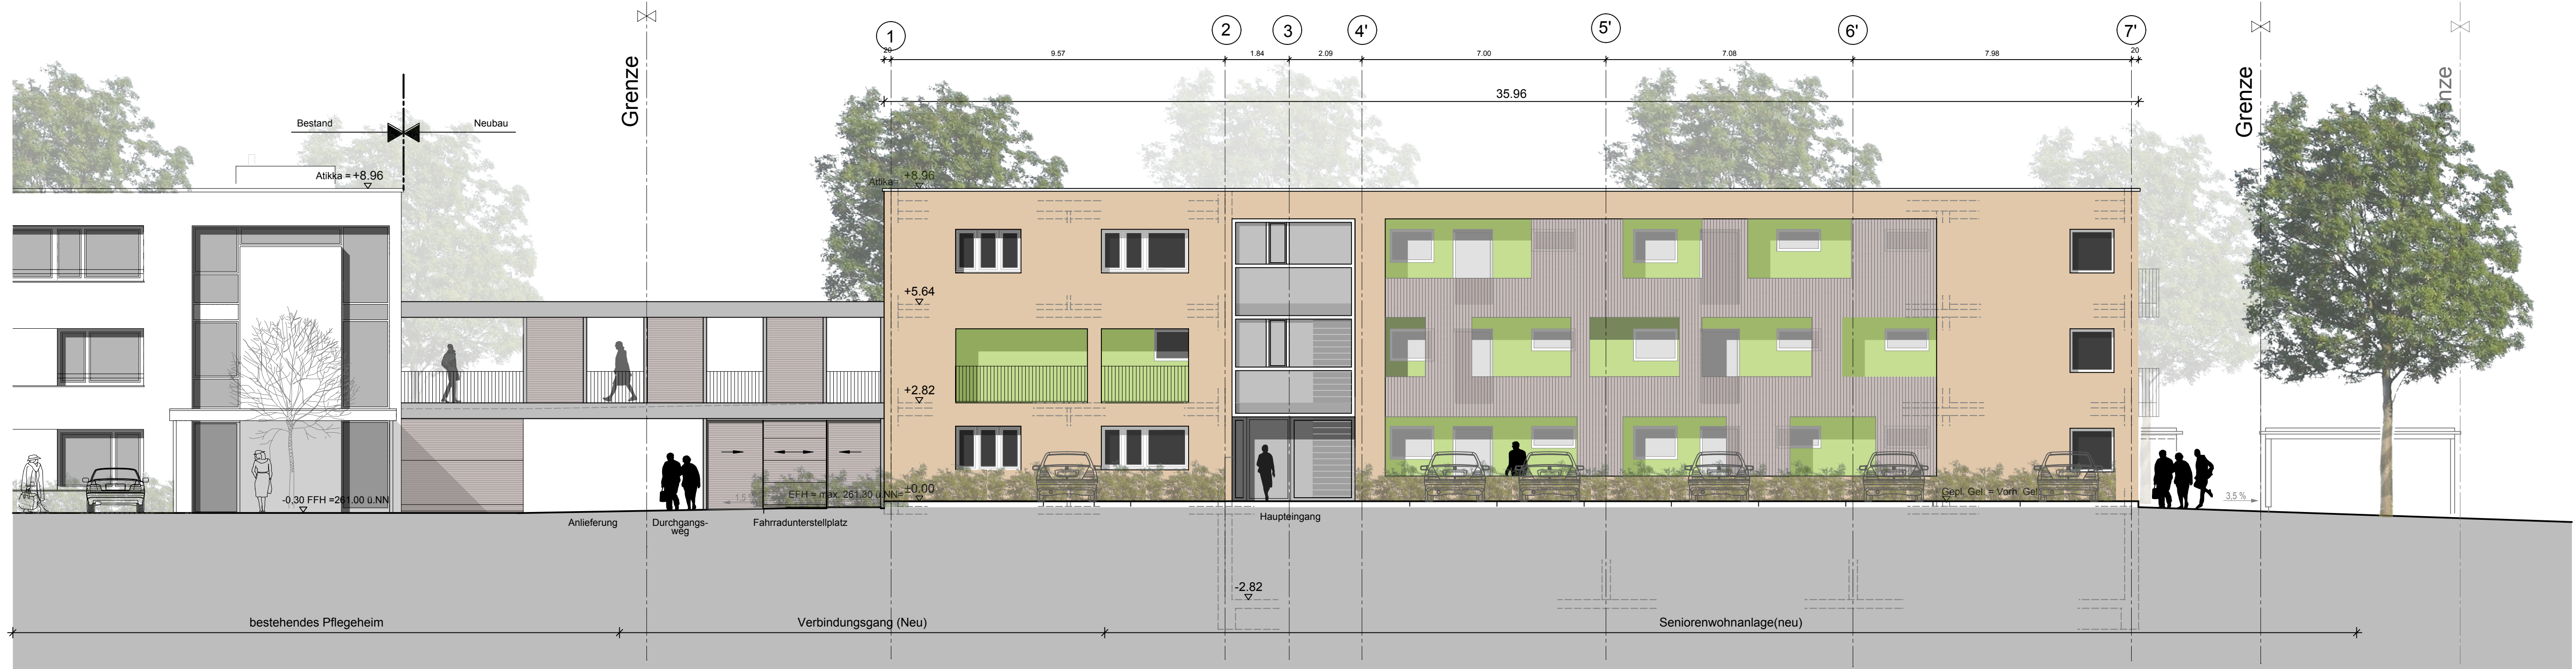 1
2
3
4'
5'
6'
7'
20
9.57
1.84
2.09
7.00
7.08
7.98
20
35.96
Grenze
Grenze
Grenze
Bestand
Neubau
Atikka = +8.96
Attika= +8.96
+5.64
+2.82
EFH = max. 261.30 ü.NN= ±0.00
-0,30 FFH =261.00 ü.NN
1,5
Gepl. Gel. = Vorh. Gel.
3,5 %
Anlieferung
Durchgangs-
weg
Fahrradunterstellplatz
Haupteingang
-2.82
bestehendes Pflegeheim
Verbindungsgang (Neu)
Seniorenwohnanlage(neu)